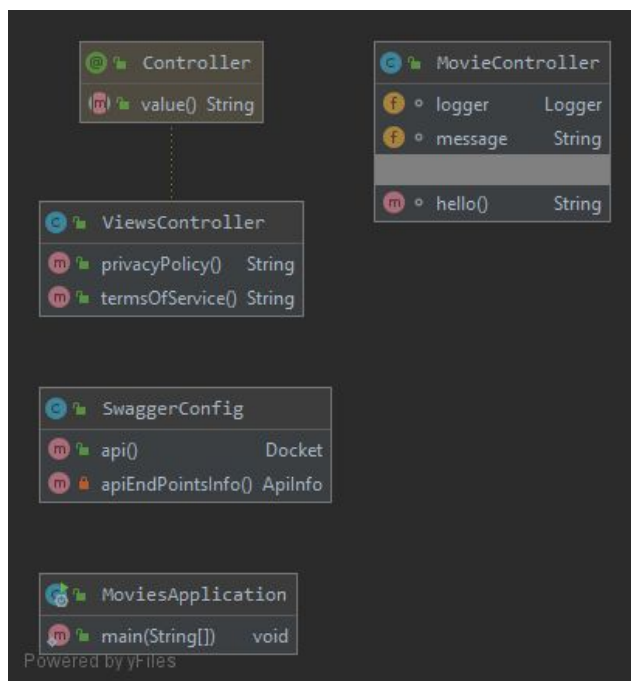 Controller
value() String
MovieController
logger Logger
message String
hello() String
ViewsController
privacyPolicy() String
termsOfService() String
SwaggerConfig
api() Docket
apiEndPointsInfo() ApiInfo
MoviesApplication
main(String[]) void
Powered by yFiles